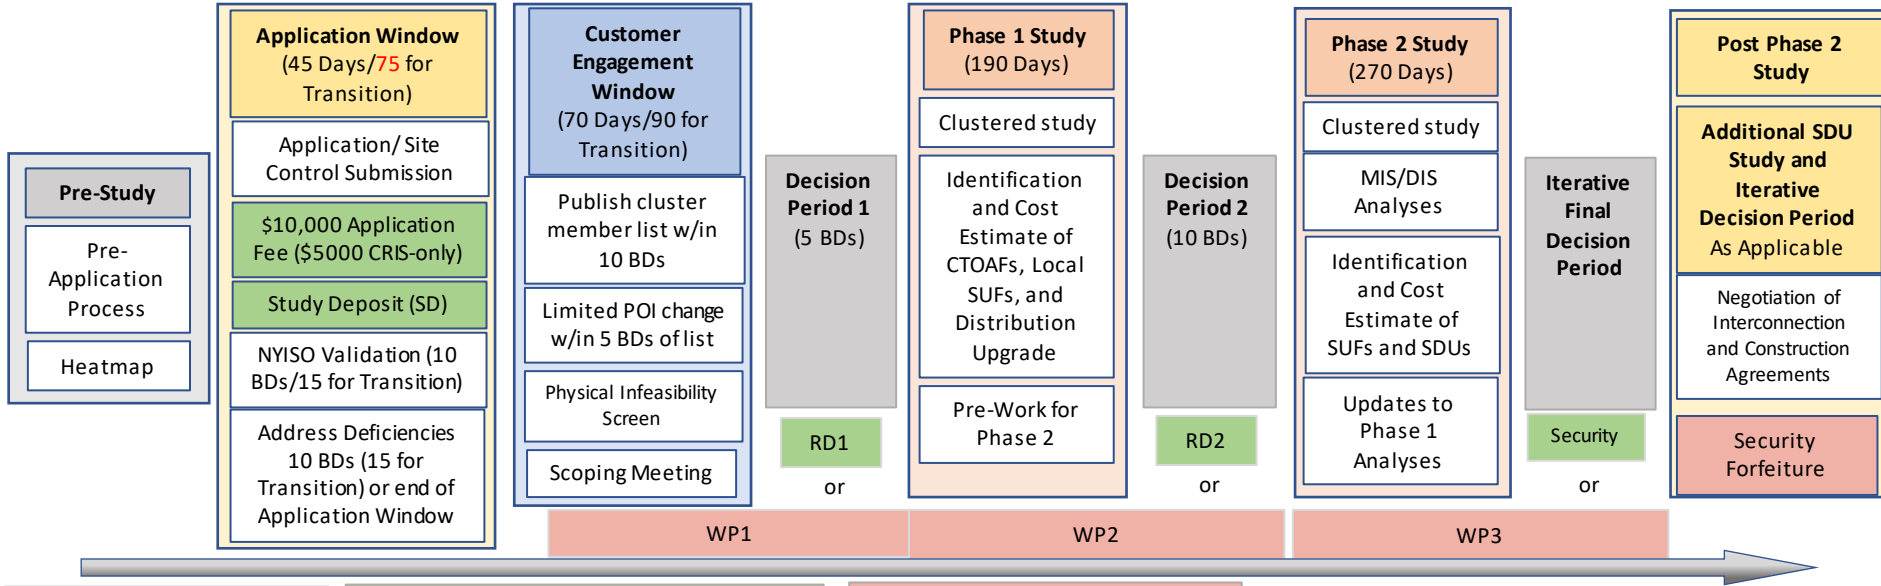 Pre-Study
Pre-
Application
Process
Heatmap
Application Window
(45 Days/75 for
Transition)
Application/ Site
Control Submission
$10,000 Application
Fee ($5000 CRIS-only)
Study Deposit (SD)
NYISO Validation (10
BDs/15 for Transition)
Address Deficiencies
10 BDs (15 for
Transition) or end of
Application Window
Customer
Engagement
Window
(70 Days/90 for
Transition)
Publish cluster
member list w/in
10 BDs
Limited POI change
w/in 5 BDs of list
Physical Infeasibility
Screen
Scoping Meeting
Decision
Period 1
(5 BDs)
RD1
or
WP1
Phase 1 Study
(190 Days)
Clustered study
Identification
and Cost
Estimate of
CTOAFs, Local
SUFs, and
Distribution
Upgrade
Pre-Work for
Phase 2
Decision
Period 2
(10 BDs)
RD2
or
WP2
Phase 2 Study
(270 Days)
Clustered study
MIS/DIS
Analyses
Identification
and Cost
Estimate of
SUFs and SDUs
Updates to
Phase 1
Analyses
Iterative
Final
Decision
Period
Security
or
WP3
Post Phase 2
Study
Additional SDU
Study and
Iterative
Decision Period
As Applicable
Negotiation of
Interconnection
and Construction
Agreements
Security
Forfeiture